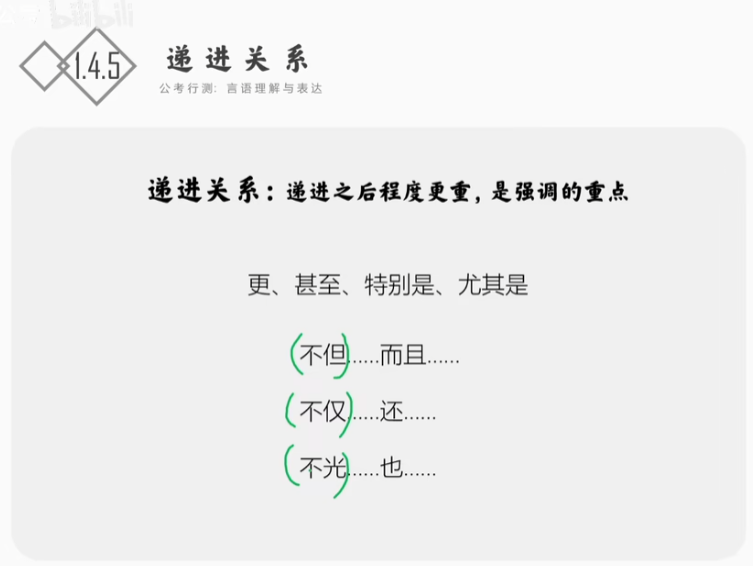 bilibili
1.4.5
递进关系
公考行测: 言语理解与表达
递进关系：递进之后程度更重，是强调的重点
更、甚至、特别是、尤其是
(不但)......而且......
(不仅)......还......
(不光)......也......